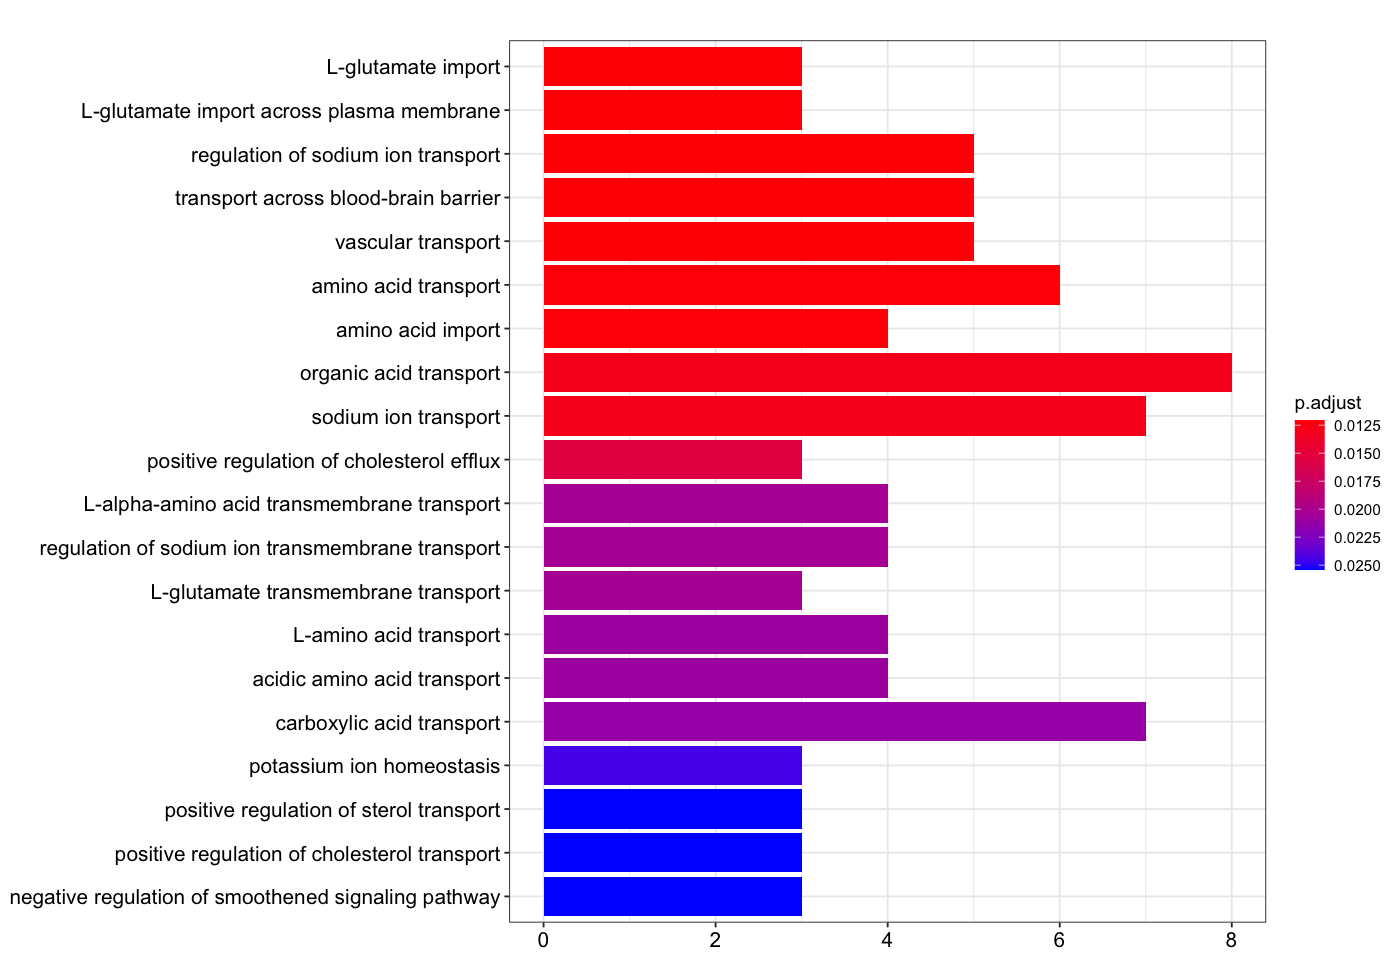 L-glutamate import
L-glutamate import across plasma membrane
regulation of sodium ion transport
transport across blood-brain barrier
vascular transport
amino acid transport
amino acid import
organic acid transport
sodium ion transport
positive regulation of cholesterol efflux
L-alpha-amino acid transmembrane transport
regulation of sodium ion transmembrane transport
L-glutamate transmembrane transport
L-amino acid transport
acidic amino acid transport
carboxylic acid transport
potassium ion homeostasis
positive regulation of sterol transport
positive regulation of cholesterol transport
negative regulation of smoothened signaling pathway
0 2 4 6 8
p.adjust
0.0125
0.0150
0.0175
0.0200
0.0225
0.0250